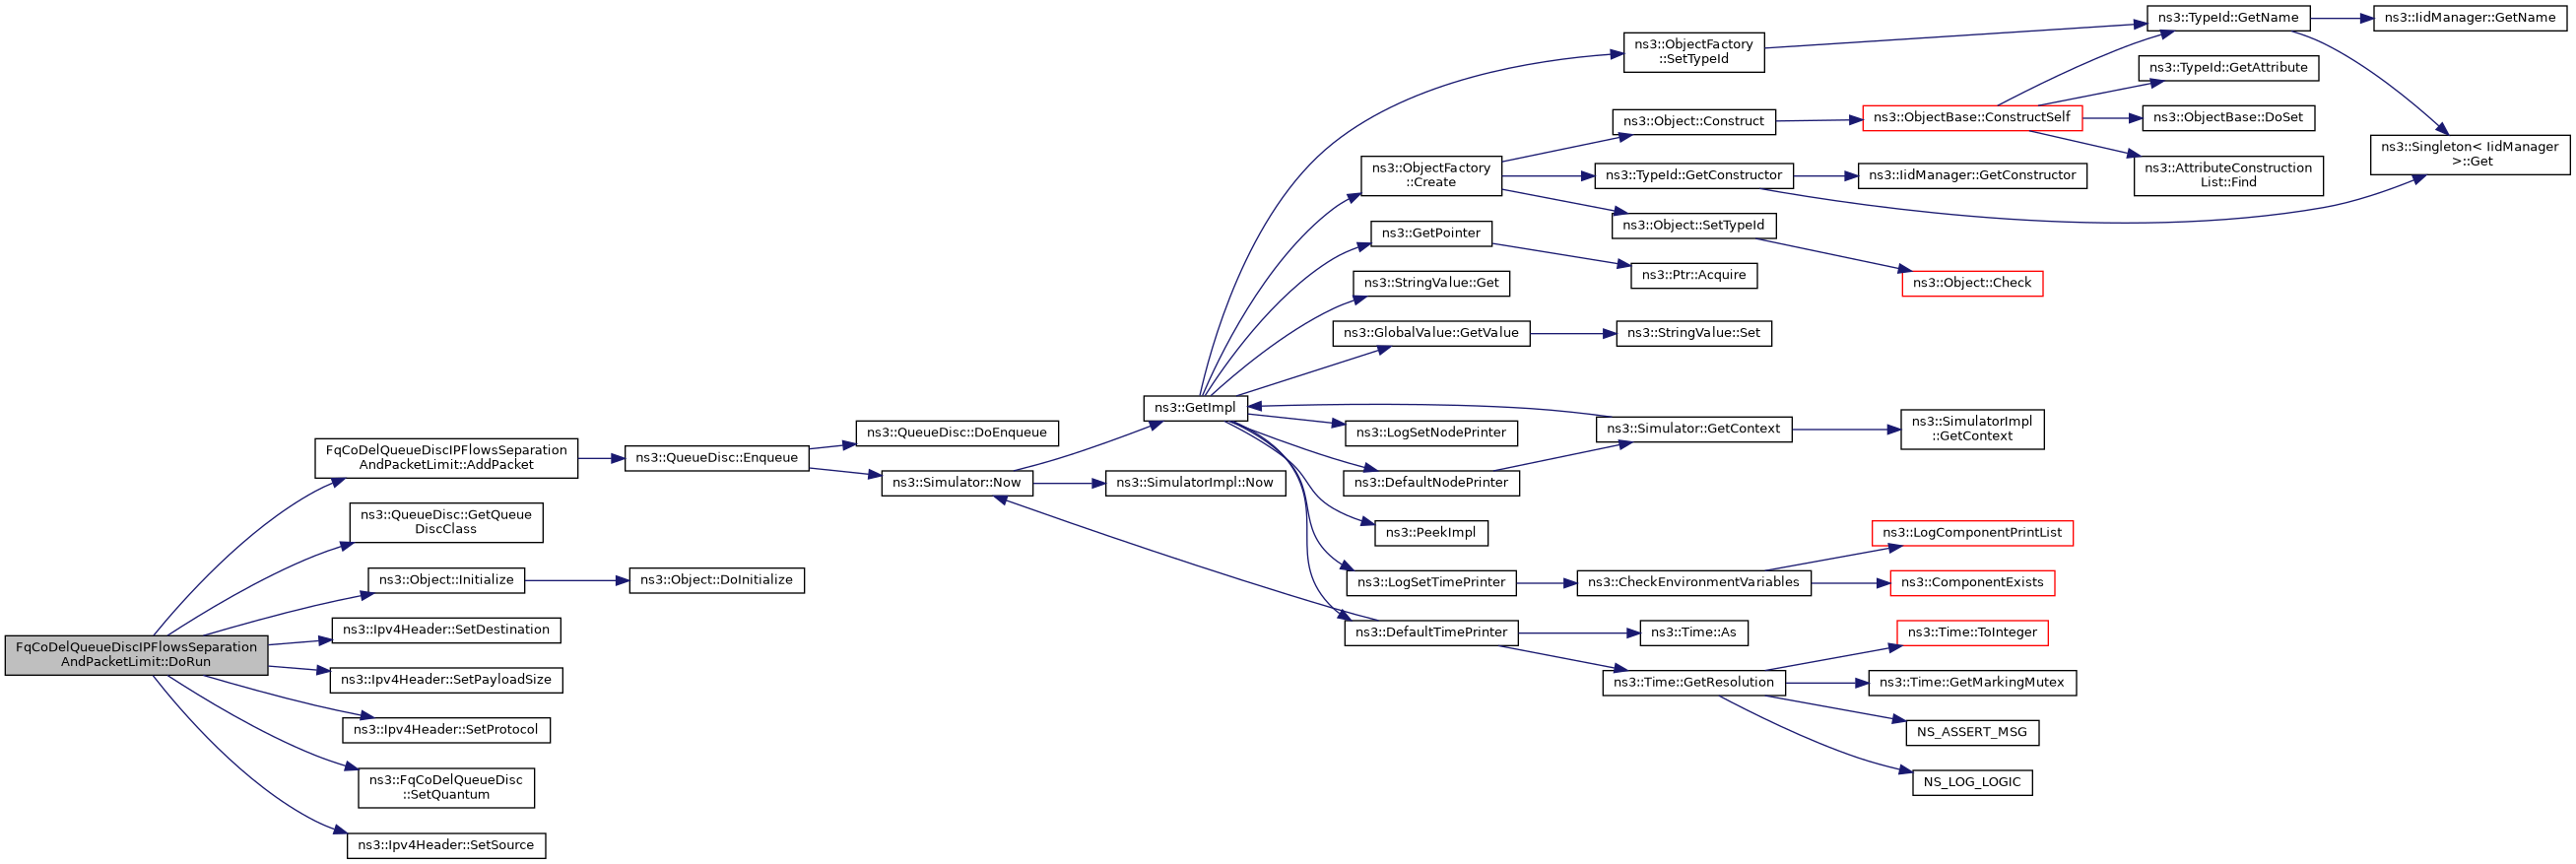 FqCoDelQueueDiscIPFlowsSeparation
AndPacketLimit::DoRun
FqCoDelQueueDiscIPFlowsSeparation
AndPacketLimit::AddPacket
ns3::QueueDisc::GetQueue
DiscClass
ns3::Object::Initialize
ns3::Ipv4Header::SetDestination
ns3::Ipv4Header::SetPayloadSize
ns3::Ipv4Header::SetProtocol
ns3::FqCoDelQueueDisc
::SetQuantum
ns3::Ipv4Header::SetSource
ns3::QueueDisc::Enqueue
ns3::Object::DoInitialize
ns3::QueueDisc::DoEnqueue
ns3::Simulator::Now
ns3::GetImpl
ns3::SimulatorImpl::Now
ns3::ObjectFactory
::SetTypeId
ns3::ObjectFactory
::Create
ns3::GetPointer
ns3::StringValue::Get
ns3::GlobalValue::GetValue
ns3::LogSetNodePrinter
ns3::DefaultNodePrinter
ns3::PeekImpl
ns3::LogSetTimePrinter
ns3::DefaultTimePrinter
ns3::Object::Construct
ns3::TypeId::GetConstructor
ns3::Object::SetTypeId
ns3::Ptr::Acquire
ns3::StringValue::Set
ns3::Simulator::GetContext
ns3::CheckEnvironmentVariables
ns3::Time::As
ns3::Time::GetResolution
ns3::ObjectBase::ConstructSelf
ns3::IidManager::GetConstructor
ns3::Object::Check
ns3::SimulatorImpl
::GetContext
ns3::LogComponentPrintList
ns3::ComponentExists
ns3::Time::ToInteger
ns3::Time::GetMarkingMutex
NS_ASSERT_MSG
NS_LOG_LOGIC
ns3::TypeId::GetName
ns3::TypeId::GetAttribute
ns3::ObjectBase::DoSet
ns3::AttributeConstruction
List::Find
ns3::IidManager::GetName
ns3::Singleton< IidManager
>::Get